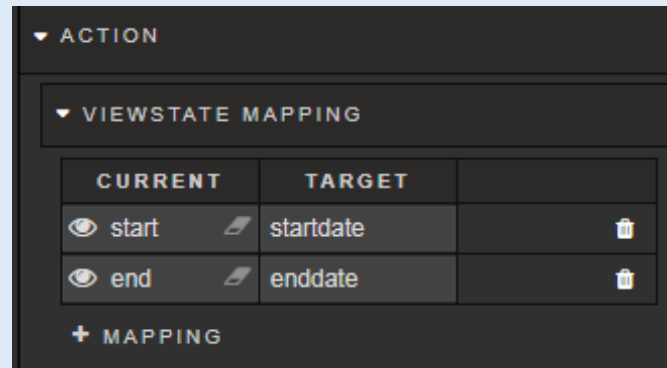 ACTION
VIEWSTATE MAPPING
CURRENT TARGET
start startdate
end enddate
+ MAPPING